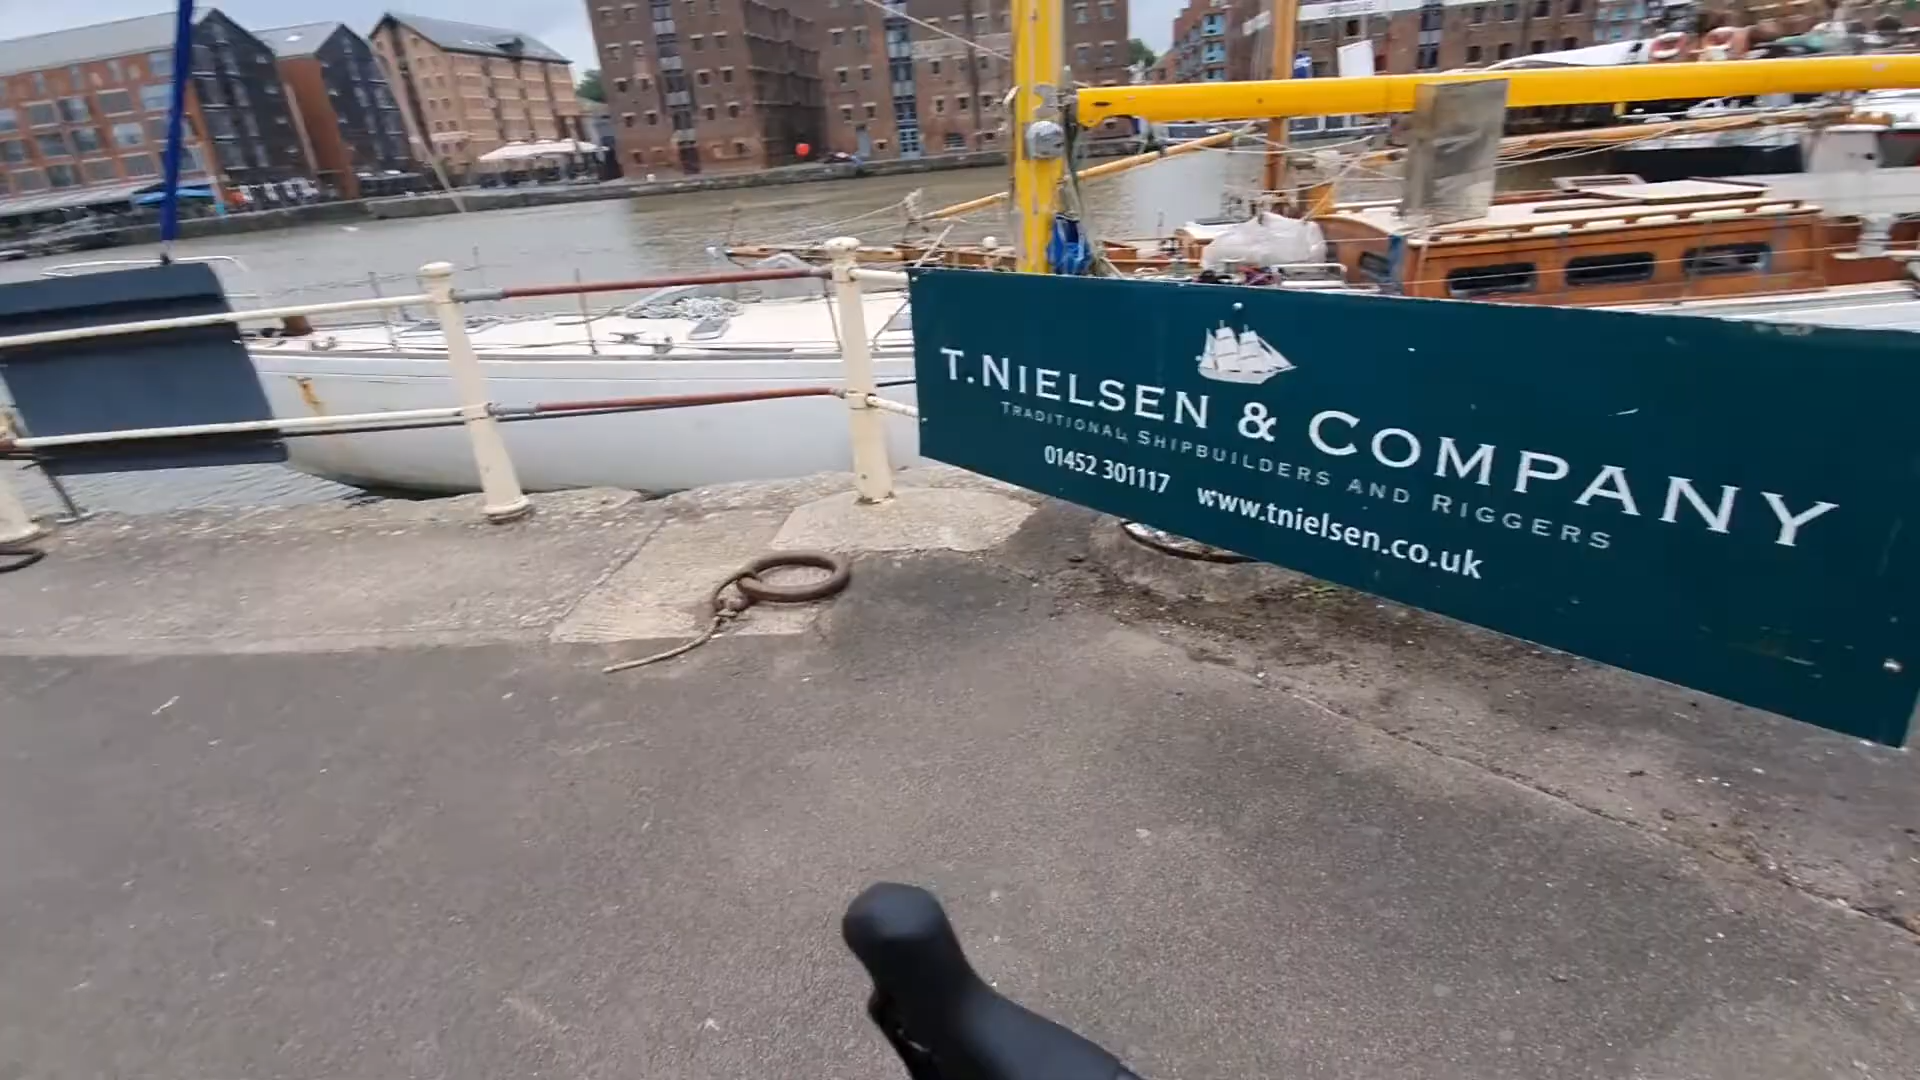 T. NIELSEN & COMPANY
TRADITIONAL SHIPBUILDERS AND RIGGERS
01452 301117 www.tnielsen.co.uk